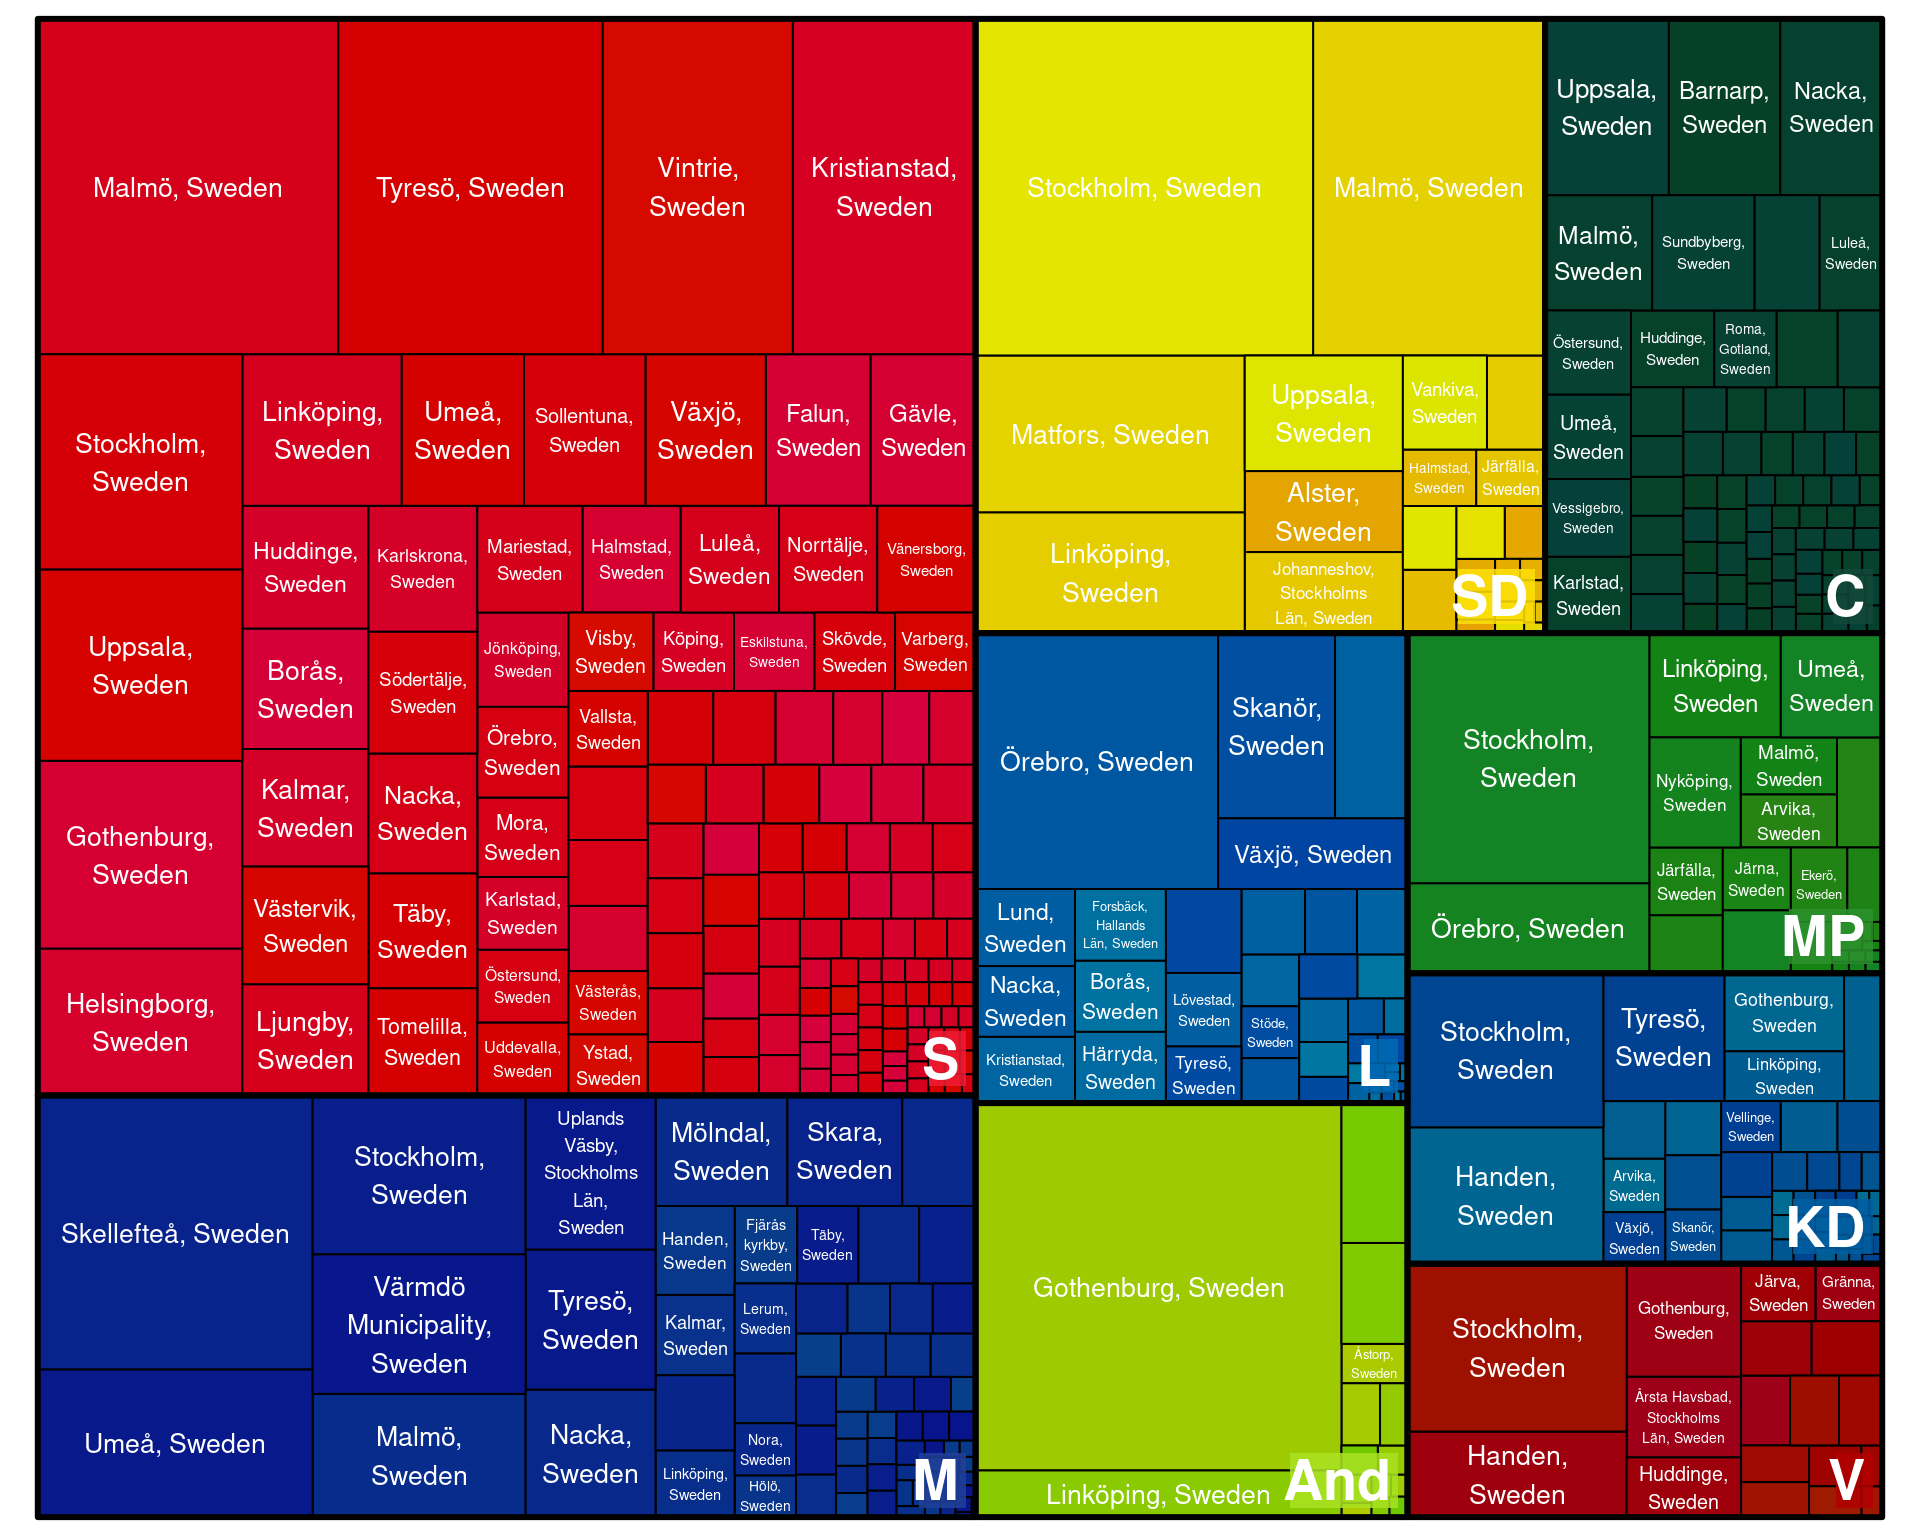 Malmö, Sweden
Tyresö, Sweden
Vintrie,
Sweden
Kristianstad,
Sweden
Stockholm,
Sweden
Uppsala,
Sweden
Gothenburg,
Sweden
Helsingborg,
Sweden
Linköping,
Sweden
Umeå,
Sweden
Sollentuna,
Sweden
Växjö,
Sweden
Falun,
Sweden
Gävle,
Sweden
Huddinge,
Sweden
Borås,
Sweden
Kalmar,
Sweden
Västervik,
Sweden
Ljungby,
Sweden
Karlskrona,
Sweden
Södertälje,
Sweden
Nacka,
Sweden
Täby,
Sweden
Tomelilla,
Sweden
Mariestad,
Sweden
Halmstad,
Sweden
Luleå,
Sweden
Norrtälje,
Sweden
Vänersborg,
Sweden
Jönköping,
Sweden
Örebro,
Sweden
Mora,
Sweden
Karlstad,
Sweden
Östersund,
Sweden
Uddevalla,
Sweden
Visby,
Sweden
Köping,
Sweden
Eskilstuna,
Sweden
Skövde,
Sweden
Varberg,
Sweden
Vallsta,
Sweden
Västerås,
Sweden
Ystad,
Sweden
S
Skellefteå, Sweden
Umeå, Sweden
Stockholm,
Sweden
Värmdö
Municipality,
Sweden
Malmö,
Sweden
Uplands
Väsby,
Stockholms
Län,
Sweden
Tyresö,
Sweden
Nacka,
Sweden
Mölndal,
Sweden
Skara,
Sweden
Handen,
Sweden
Kalmar,
Sweden
Linköping,
Sweden
Fjärås
kyrkby,
Sweden
Täby,
Sweden
Lerum,
Sweden
Nora,
Sweden
Hölö,
Sweden
M
Stockholm, Sweden
Malmö, Sweden
Matfors, Sweden
Linköping,
Sweden
Uppsala,
Sweden
Alster,
Sweden
Johanneshov,
Stockholms
Län, Sweden
Vankiva,
Sweden
Halmstad,
Sweden
Järfälla,
Sweden
SD
Uppsala,
Sweden
Barnarp,
Sweden
Nacka,
Sweden
Malmö,
Sweden
Sundbyberg,
Sweden
Luleå,
Sweden
Östersund,
Sweden
Huddinge,
Sweden
Roma,
Gotland,
Sweden
Umeå,
Sweden
Vessigebro,
Sweden
Karlstad,
Sweden
C
Örebro, Sweden
Skanör,
Sweden
Växjö, Sweden
Lund,
Sweden
Nacka,
Sweden
Kristianstad,
Sweden
Forsbäck,
Hallands
Län, Sweden
Borås,
Sweden
Härryda,
Sweden
Lövestad,
Sweden
Tyresö,
Sweden
Stöde,
Sweden
L
Gothenburg, Sweden
Linköping, Sweden
Åstorp,
Sweden
And
Stockholm,
Sweden
Örebro, Sweden
Linköping,
Sweden
Umeå,
Sweden
Nyköping,
Sweden
Malmö,
Sweden
Arvika,
Sweden
Järfälla,
Sweden
Järna,
Sweden
Ekerö,
Sweden
MP
Stockholm,
Sweden
Handen,
Sweden
Tyresö,
Sweden
Gothenburg,
Sweden
Linköping,
Sweden
Arvika,
Sweden
Växjö,
Sweden
Skanör,
Sweden
Vellinge,
Sweden
KD
Stockholm,
Sweden
Handen,
Sweden
Gothenburg,
Sweden
Årsta Havsbad,
Stockholms
Län, Sweden
Huddinge,
Sweden
Järva,
Sweden
Gränna,
Sweden
V